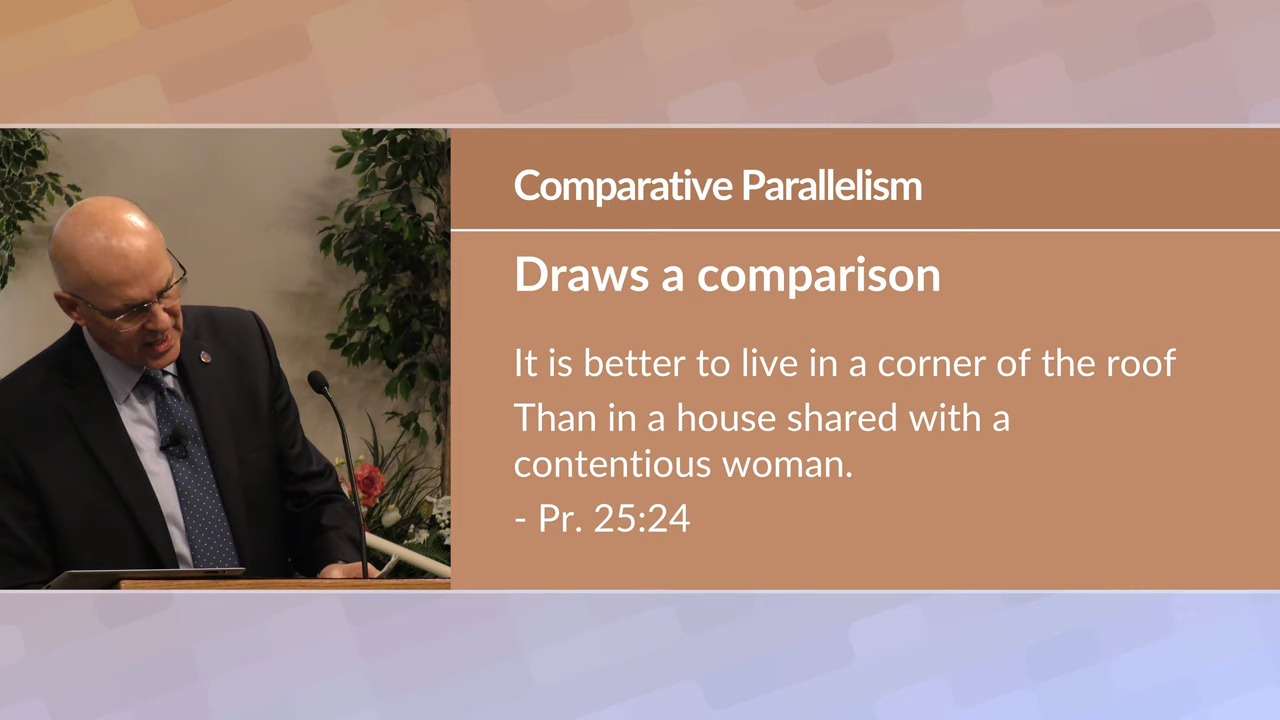 Comparative Parallelism
Draws a comparison
It is better to live in a corner of the roof
Than in a house shared with a
contentious woman.
- Pr. 25:24